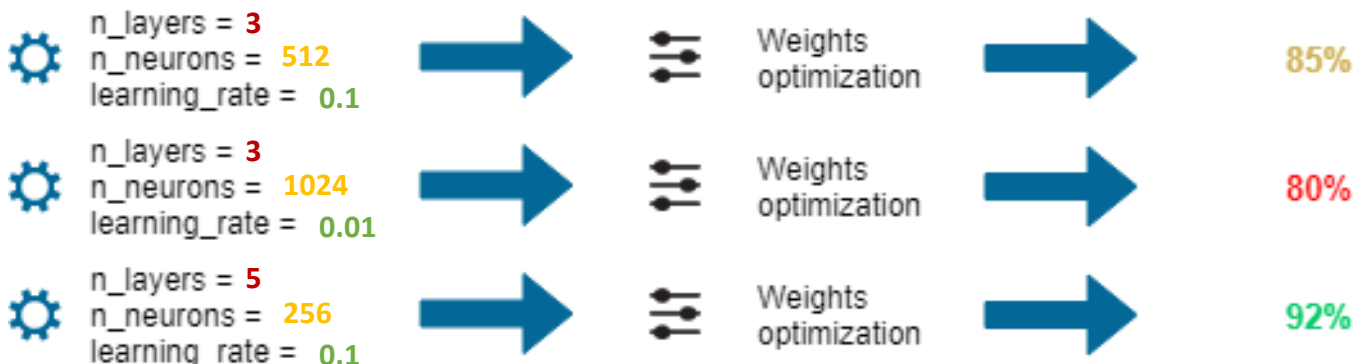 n_layers = 3
n_neurons = 512
learning_rate = 0.1
Weights
optimization
85%
n_layers = 3
n_neurons = 1024
learning_rate = 0.01
Weights
optimization
80%
n_layers = 5
n_neurons = 256
learning_rate = 0.1
Weights
optimization
92%